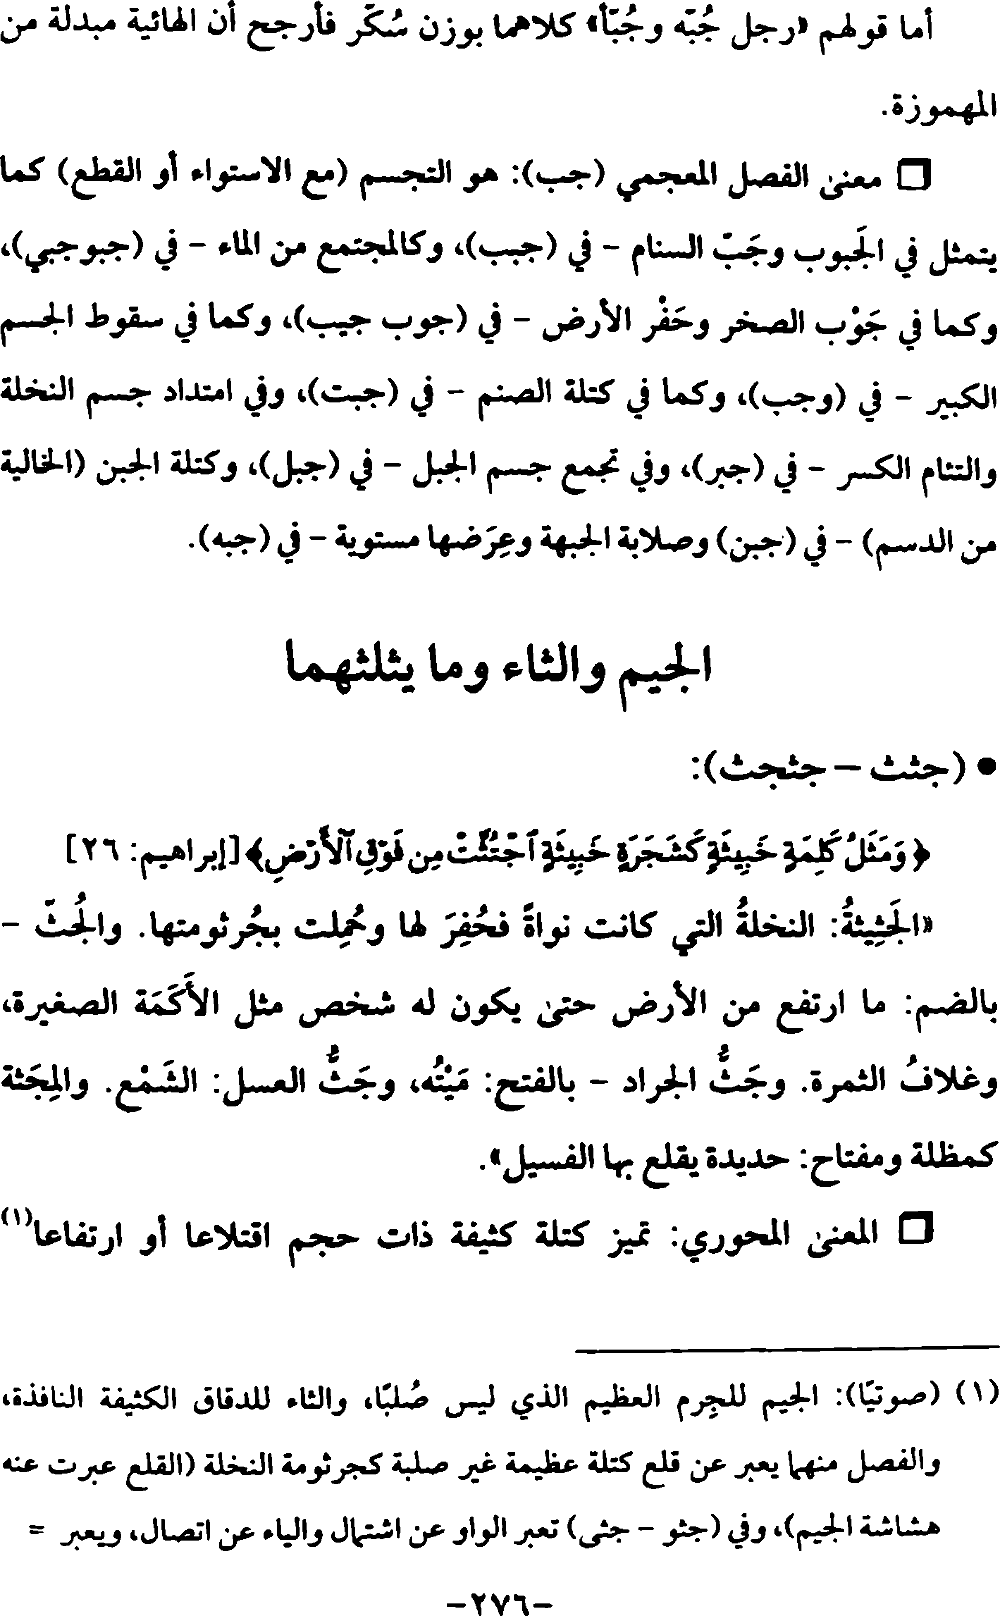 أما قولهم «رجل جُبّه وجُبّأ» كلاهما بوزن سُكّر فأرجح أن الهائية مبدلة من
المهموزة.
□ معنىٰ الفصل المعجمي (جب): هو التجسم (مع الاستواء أو القطع) كما
يتمثل في الجَبوب وجَبّ السنام - في (جبب)، وكالمجتمع من الماء - في (جبوجبي)،
وكما في جَوْب الصخر وحَفْر الأرض - في (جوب جيب)، وكما في سقوط الجسم
الكبير - في (وجب)، وكما في كتلة الصنم - في (جبت)، وفي امتداد جسم النخلة
والتئام الكسر - في (جبر)، وفي تجمع جسم الجبل - في (جبل)، وكتلة الجبن (الخالية
من الدسم) - في (جبن) وصلابة الجبهة وعِرَضها مستوية - في (جبه).
الجيم والثاء وما يثلثهما
• (جثث – جثجث):
﴿وَمَثَلُ كَلِمَةٍ خَبِيثَةٍ كَشَجَرَةٍ خَبِيثَةٍ ٱجْتُثَّتْ مِن فَوْقِ ٱلْأَرْضِ﴾ [إبراهيم: ٢٦]
«الجَثِيثةُ: النخلةُ التي كانت نواةً فحُفِرَ لها وحُمِلت بجُرثومتها. والجُثّ -
بالضم: ما ارتفع من الأرض حتىٰ يكون له شخص مثل الأَكَمَة الصغيرة،
وغلافُ الثمرة. وجَثُّ الجراد - بالفتح: مَيْتُه، وجَثُّ العسل: الشَمْع. والمِجَثة
كمظلة ومفتاح: حديدة يقلع بها الفسيل».
□ المعنىٰ المحوري: تميز كتلة كثيفة ذات حجم اقتلاعا أو ارتفاعا(١)
(١) (صوتيًا): الجيم للجِرم العظيم الذي ليس صُلبًا، والثاء للدقاق الكثيفة النافذة،
والفصل منهما يعبر عن قلع كتلة عظيمة غير صلبة كجرثومة النخلة (القلع عبرت عنه
هشاشة الجيم)، وفي (جثو - جثى) تعبر الواو عن اشتمال والياء عن اتصال، ويعبر =
-٢٧٦-